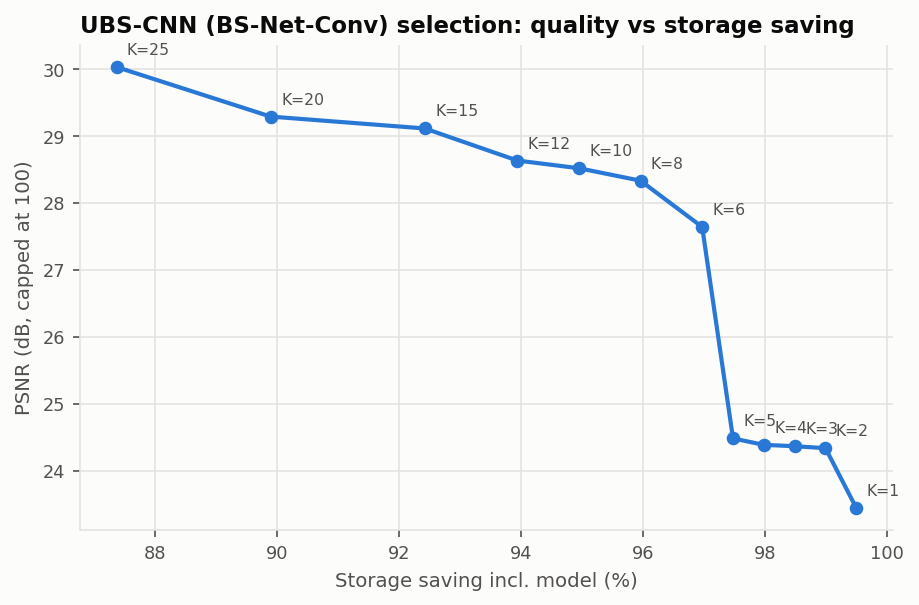 UBS-CNN (BS-Net-Conv) selection: quality vs storage saving
PSNR (dB, capped at 100)
30
29
28
27
26
25
24
K=25
K=20
K=15
K=12
K=10
K=8
K=6
K=5
K=4
K=3
K=2
K=1
88
90
92
94
96
98
100
Storage saving incl. model (%)